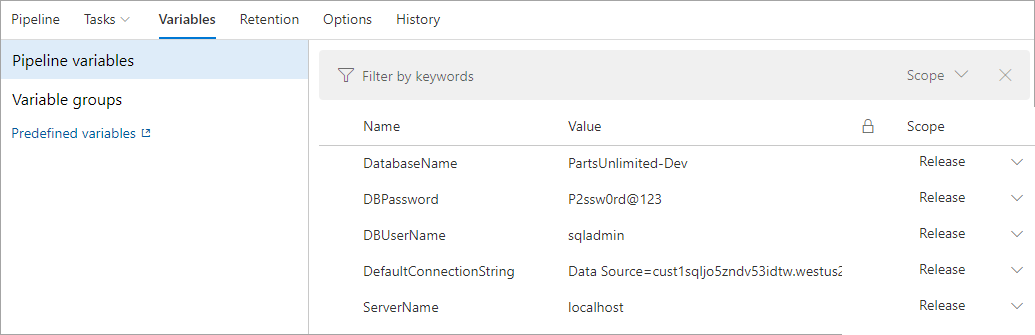 Pipeline Tasks Variables Retention Options History
Pipeline variables
Variable groups
Predefined variables
Filter by keywords Scope
Name Value Scope
DatabaseName PartsUnlimited-Dev Release
DBPassword P2ssw0rd@123 Release
DBUserName sqladmin Release
DefaultConnectionString Data Source=cust1sqljo5zndv53idtw.westus2 Release
ServerName localhost Release